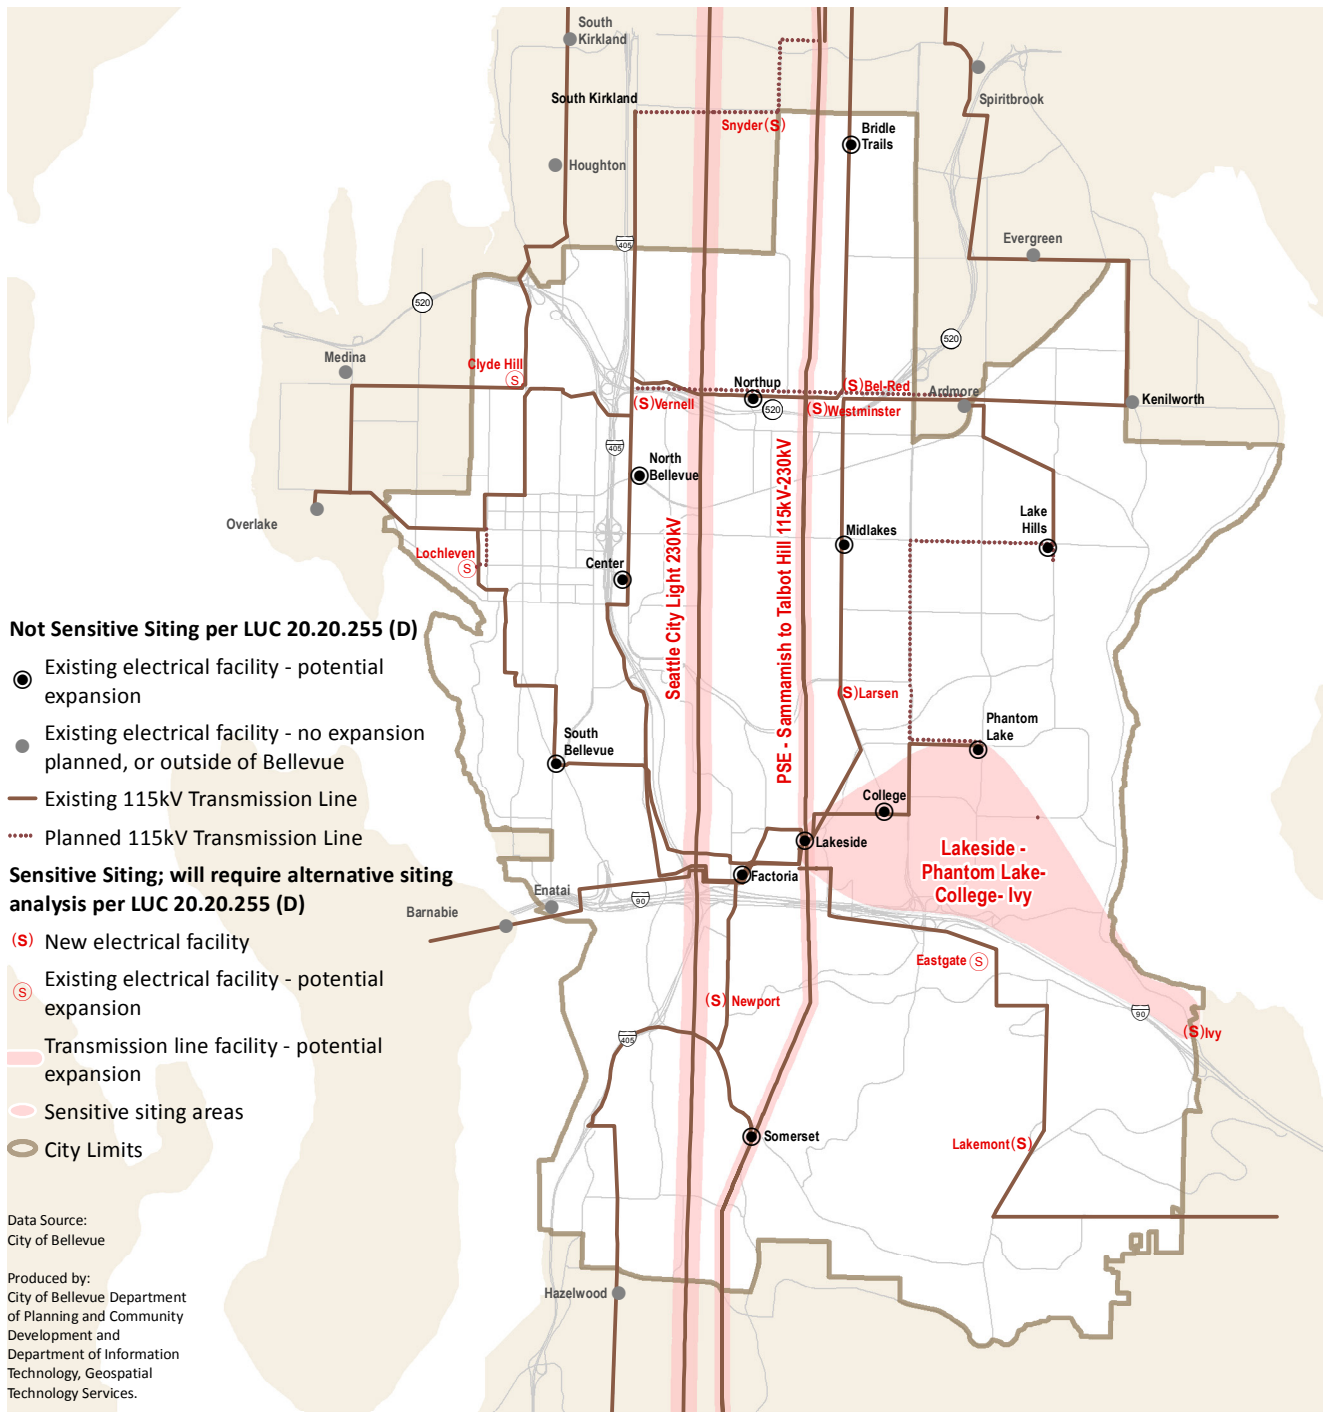 South
Kirkland
South Kirkland
Spiritbrook
Snyder(S)
Bridle
Trails
Houghton
405
Evergreen
520
520
Medina
Clyde Hill
S
Northup
(S)Bel-Red
Ardmore
Kenilworth
(S)Vernell
520
(S)Westminster
405
North
Bellevue
Overlake
Lake
Hills
Midlakes
Lochleven
S
Center
Seattle City Light 230kV
PSE - Sammamish to Talbot Hill 115kV-230kV
Not Sensitive Siting per LUC 20.20.255 (D)
Existing electrical facility - potential
expansion
Existing electrical facility - no expansion
planned, or outside of Bellevue
Existing 115kV Transmission Line
Planned 115kV Transmission Line
Sensitive Siting; will require alternative siting
analysis per LUC 20.20.255 (D)
(S) New electrical facility
S Existing electrical facility - potential
expansion
Transmission line facility - potential
expansion
Sensitive siting areas
City Limits
(S)Larsen
South
Bellevue
Phantom
Lake
College
Lakeside
Lakeside -
Phantom Lake-
College- Ivy
Factoria
Enatai
90
Barnabie
Eastgate S
(S) Newport
405
90
(S)Ivy
Somerset
Lakemont(S)
Hazelwood
Data Source:
City of Bellevue
Produced by:
City of Bellevue Department
of Planning and Community
Development and
Department of Information
Technology, Geospatial
Technology Services.